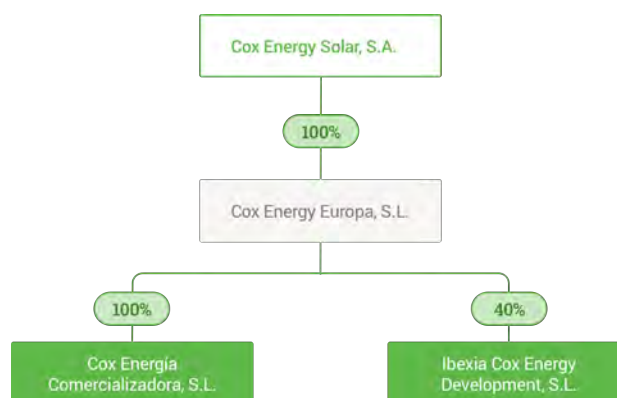 Cox Energy Solar, S.A.
100%
Cox Energy Europa, S.L.
100%
40%
Cox Energía
Comercializadora, S.L.
Ibexia Cox Energy
Development, S.L.